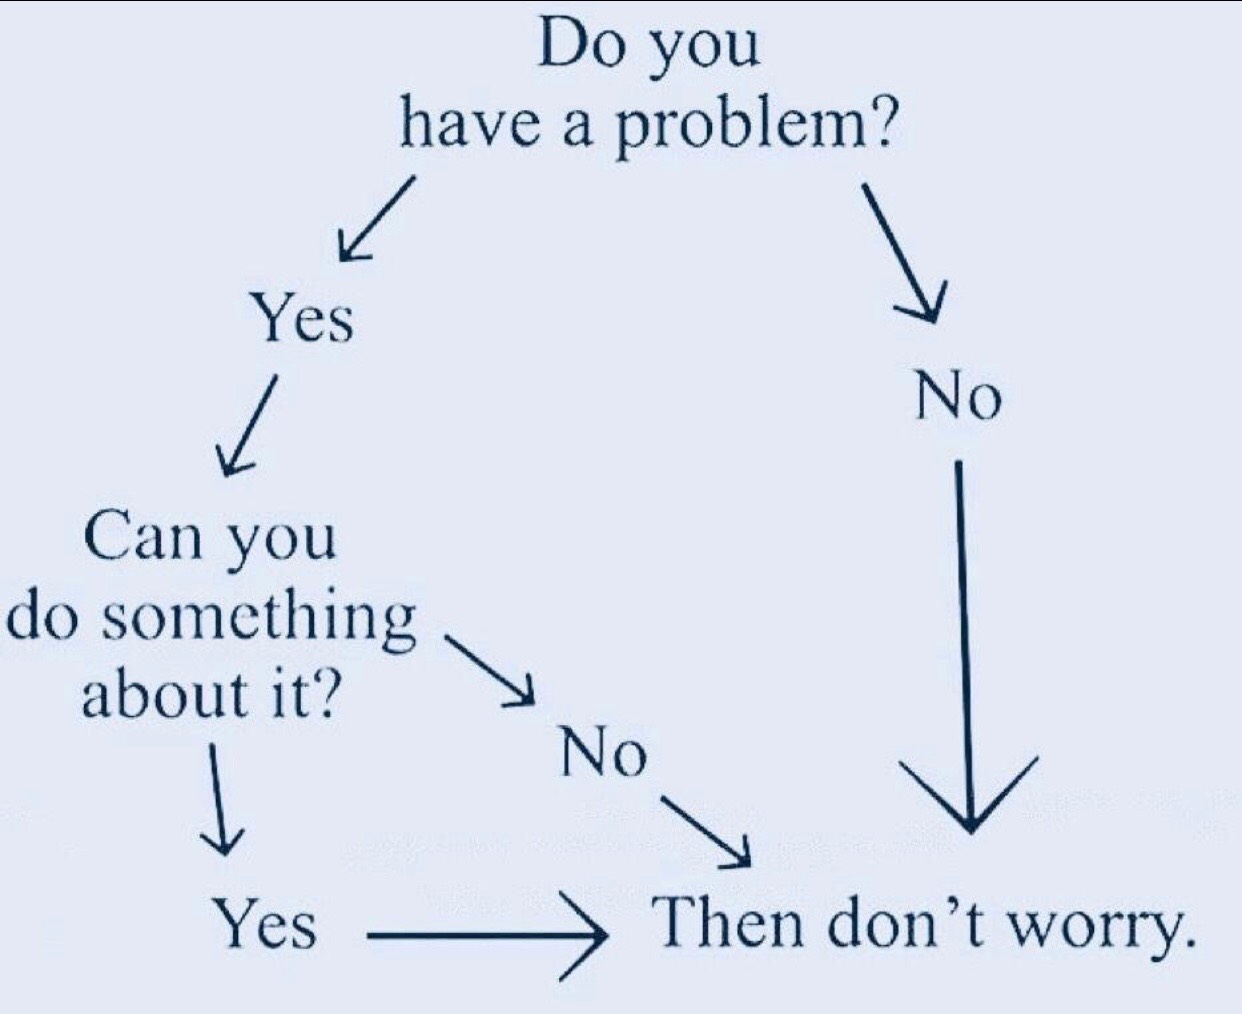 Do you
have a problem?
Yes
No
Can you
do something
about it?
No
Yes
Then don't worry.